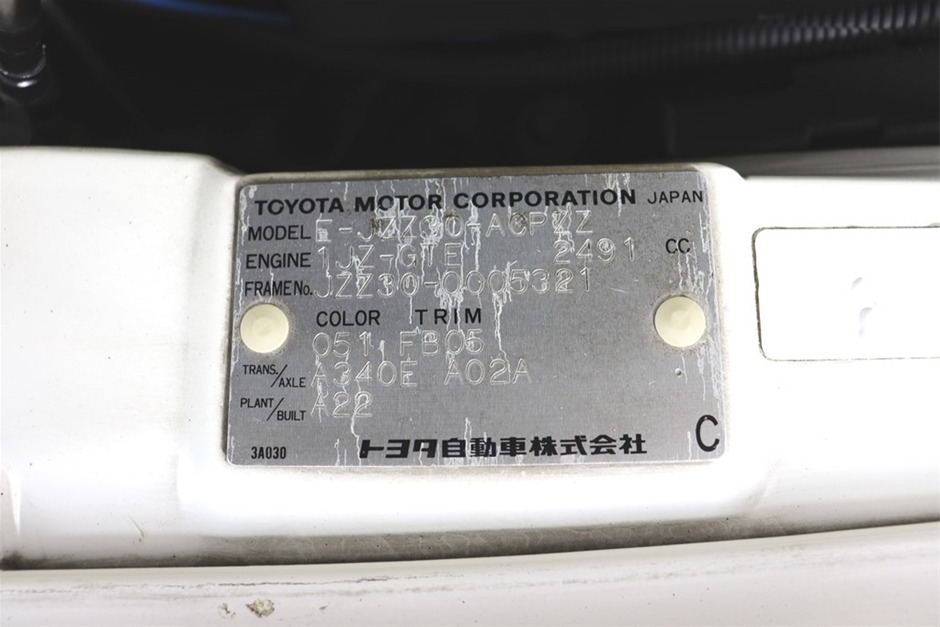 TOYOTA MOTOR CORPORATION JAPAN
MODEL E-JZZ30-ACPVZ
ENGINE 1JZ-GTE 2491 CC
FRAME No. JZZ30-0005321
COLOR TRIM
051 FB05
TRANS./AXLE A340E A02A
PLANT/BUILT A22
3A030 トヨタ自動車株式会社 C